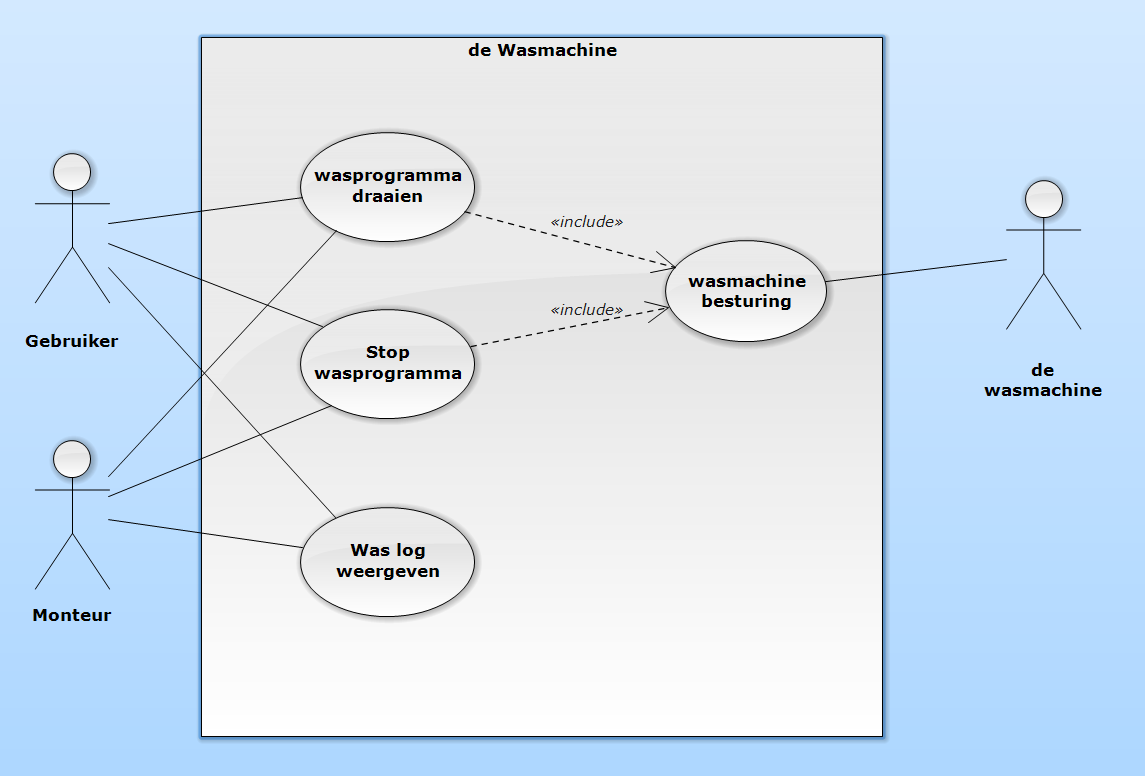 de Wasmachine
wasprogramma
draaien
«include»
wasmachine
besturing
«include»
Gebruiker
Stop
wasprogramma
de
wasmachine
Was log
weergeven
Monteur